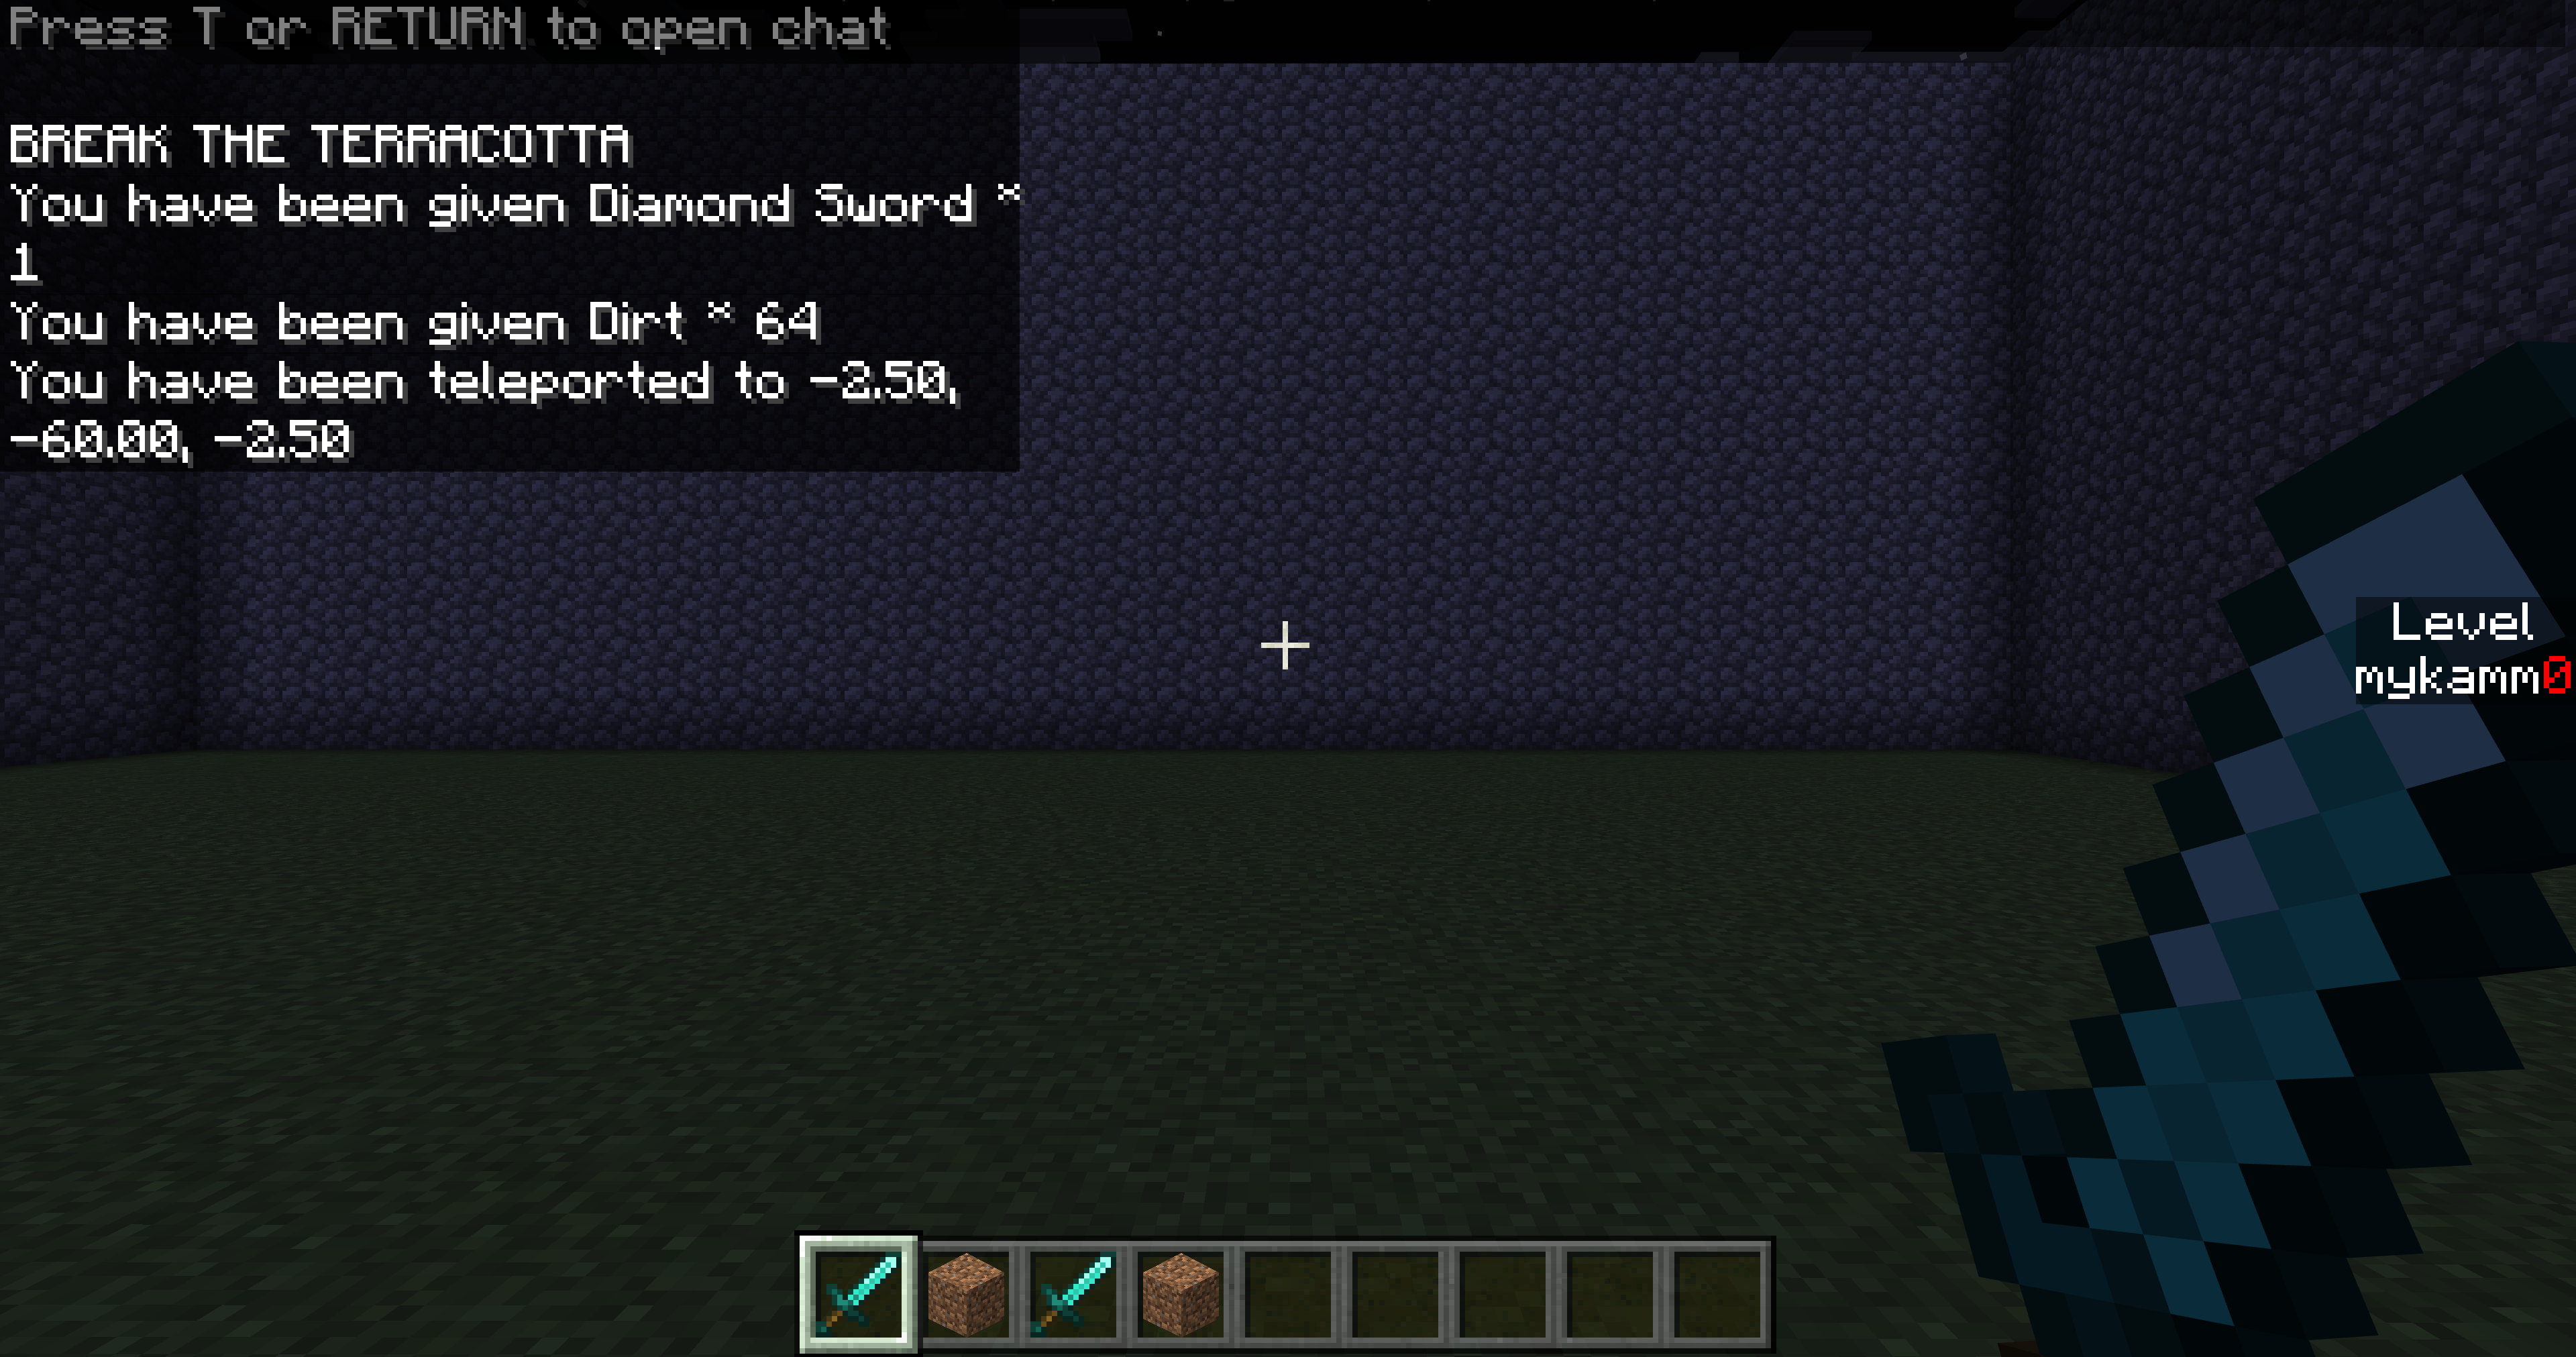 Press T or RETURN to open chat
BREAK THE TERRACOTTA
You have been given Diamond Sword *
1
You have been given Dirt * 64
You have been teleported to -2.50,
-60.00, -2.50
Level
mykamm0